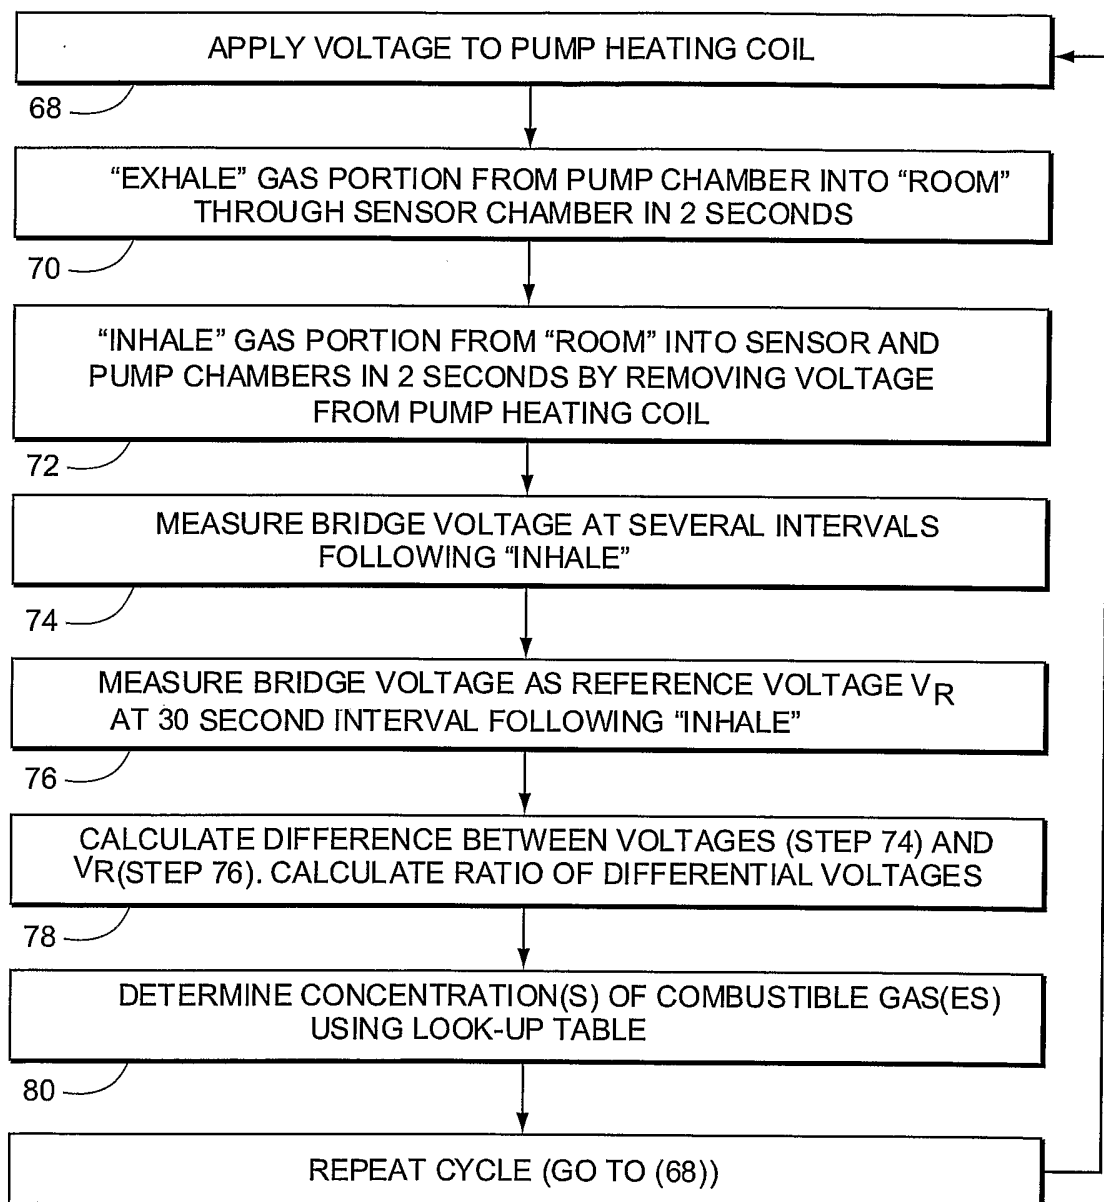 APPLY VOLTAGE TO PUMP HEATING COIL
68
“EXHALE” GAS PORTION FROM PUMP CHAMBER INTO “ROOM”
THROUGH SENSOR CHAMBER IN 2 SECONDS
70
“INHALE” GAS PORTION FROM “ROOM” INTO SENSOR AND
PUMP CHAMBERS IN 2 SECONDS BY REMOVING VOLTAGE
FROM PUMP HEATING COIL
72
MEASURE BRIDGE VOLTAGE AT SEVERAL INTERVALS
FOLLOWING “INHALE”
74
MEASURE BRIDGE VOLTAGE AS REFERENCE VOLTAGE VR
AT 30 SECOND INTERVAL FOLLOWING “INHALE”
76
CALCULATE DIFFERENCE BETWEEN VOLTAGES (STEP 74) AND
VR(STEP 76). CALCULATE RATIO OF DIFFERENTIAL VOLTAGES
78
DETERMINE CONCENTRATION(S) OF COMBUSTIBLE GAS(ES)
USING LOOK-UP TABLE
80
REPEAT CYCLE (GO TO (68))